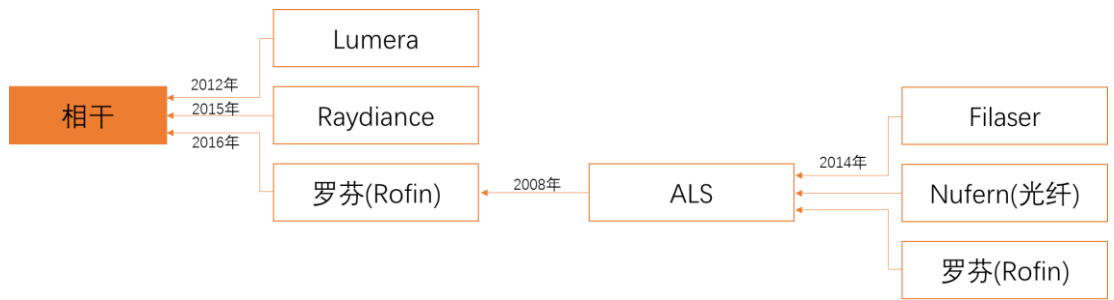 Lumera
2012年
相干
2015年
Raydiance
2016年
罗芬(Rofin)
2008年
ALS
2014年
Filaser
Nufern(光纤)
罗芬(Rofin)